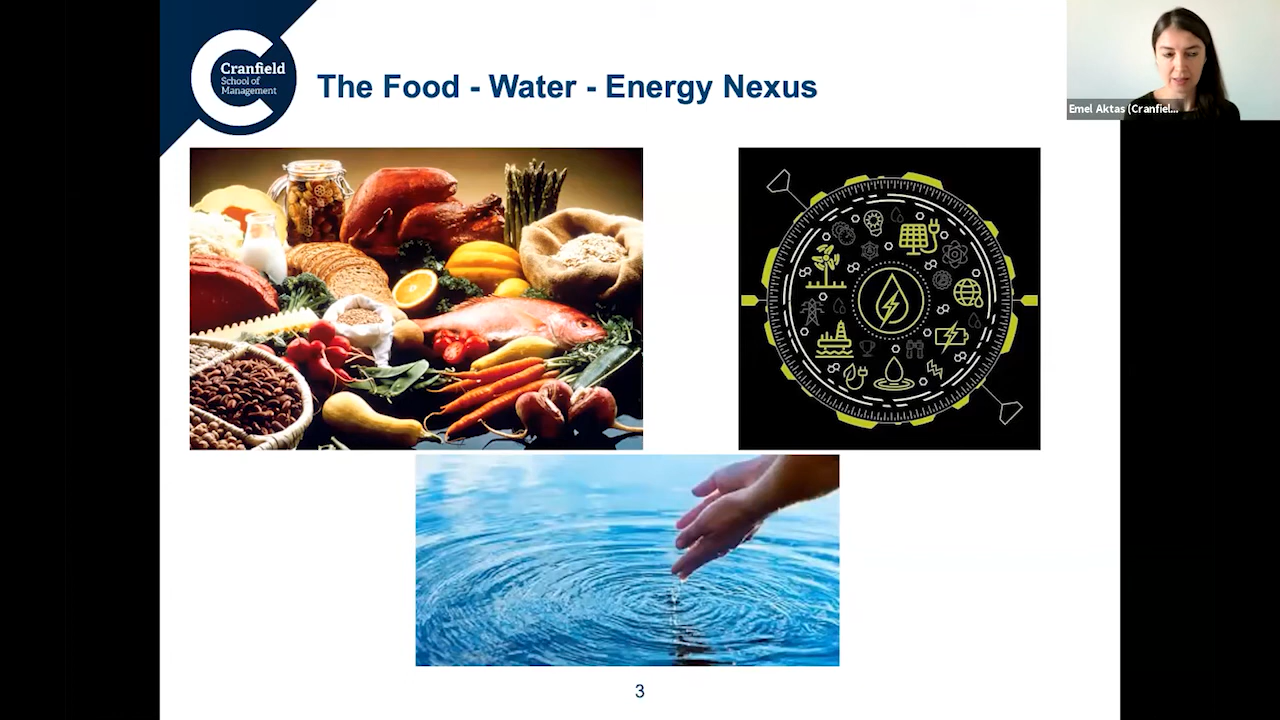 Cranfield
School of
Management
The Food - Water - Energy Nexus
Emel Aktas (Cranfiel...
3